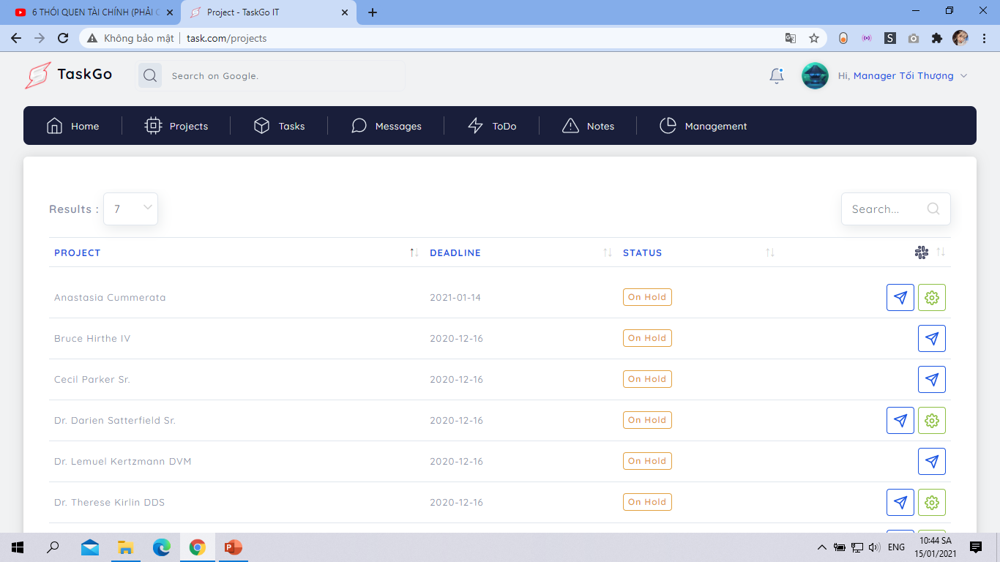 6 THÓI QUEN TÀI CHÍNH (PHẢI C
Project - TaskGo IT
Không bảo mật
task.com/projects
S
TaskGo
Search on Google.
Hi, Manager Tối Thượng
Home
Projects
Tasks
Messages
ToDo
Notes
Management
Results :
7
Search...
PROJECT
DEADLINE
STATUS
Anastasia Cummerata 2021-01-14 On Hold
Bruce Hirthe IV 2020-12-16 On Hold
Cecil Parker Sr. 2020-12-16 On Hold
Dr. Darien Satterfield Sr. 2020-12-16 On Hold
Dr. Lemuel Kertzmann DVM 2020-12-16 On Hold
Dr. Therese Kirlin DDS 2020-12-16 On Hold
P
ENG
10:44 SA
15/01/2021